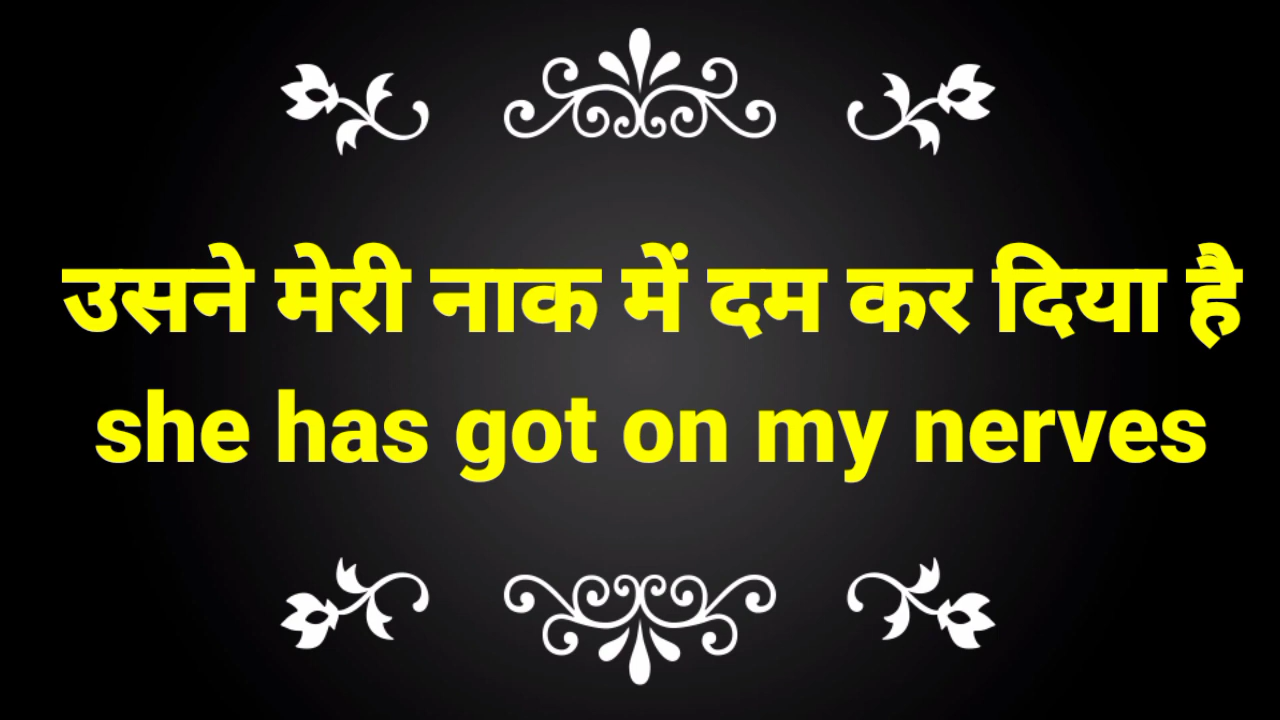 उसने मेरी नाक में दम कर दिया है
she has got on my nerves